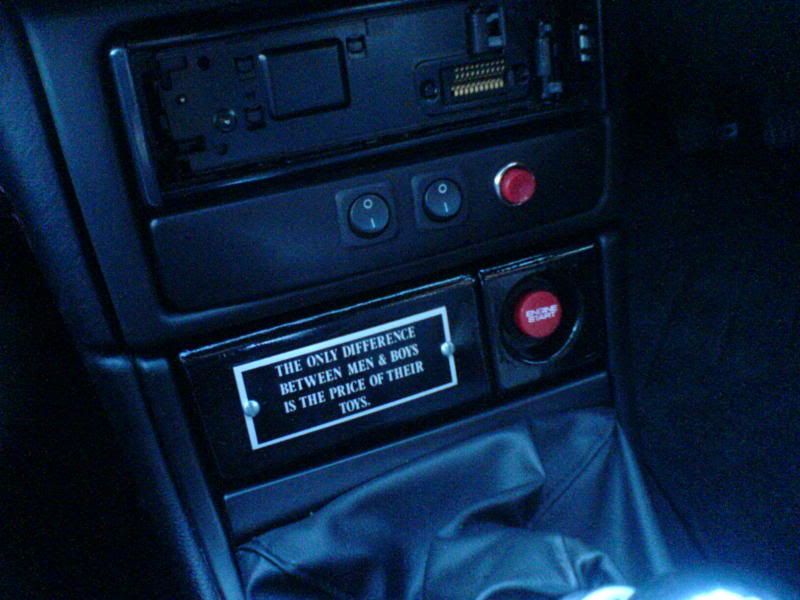 THE ONLY DIFFERENCE
BETWEEN MEN & BOYS
IS THE PRICE OF THEIR
TOYS.
ENGINE
START